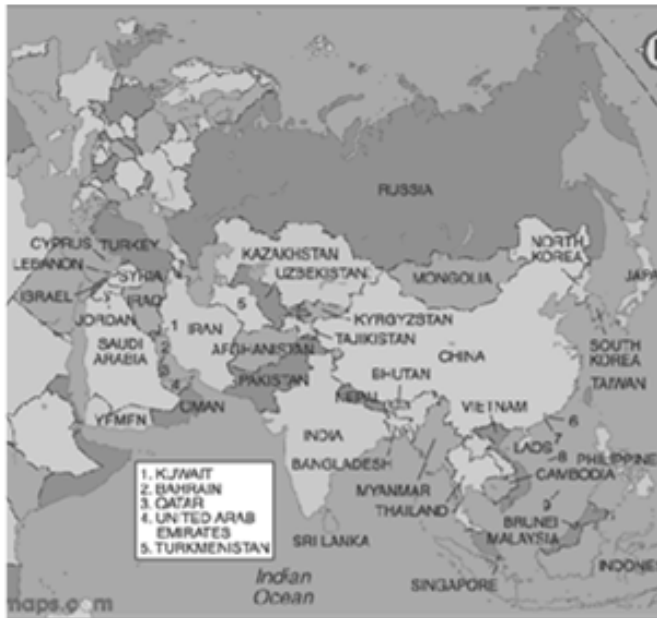 RUSSIA
CYPRUS
TURKEY
KAZAKHSTAN
NORTH
KOREA
LEBANON
SYRIA
UZBEKISTAN
MONGOLIA
JAPA
ISRAEL
IRAQ
5
KYRGYZSTAN
JORDAN
1
IRAN
TAJIKISTAN
SOUTH
KOREA
SAUDI
ARABIA
2
AFGHANISTAN
CHINA
3
BHUTAN
TAIWAN
4
PAKISTAN
NEPAL
OMAN
VIETNAM
6
YEMEN
INDIA
7
LAOS
8
PHILIPPINE
BANGLADESH
CAMBODIA
MYANMAR
THAILAND
9
BRUNEI
MALAYSIA
SRI LANKA
SINGAPORE
INDONES
1. KUWAIT
2. BAHRAIN
3. QATAR
4. UNITED ARAB
EMIRATES
5. TURKMENISTAN
Indian
Ocean
maps.com